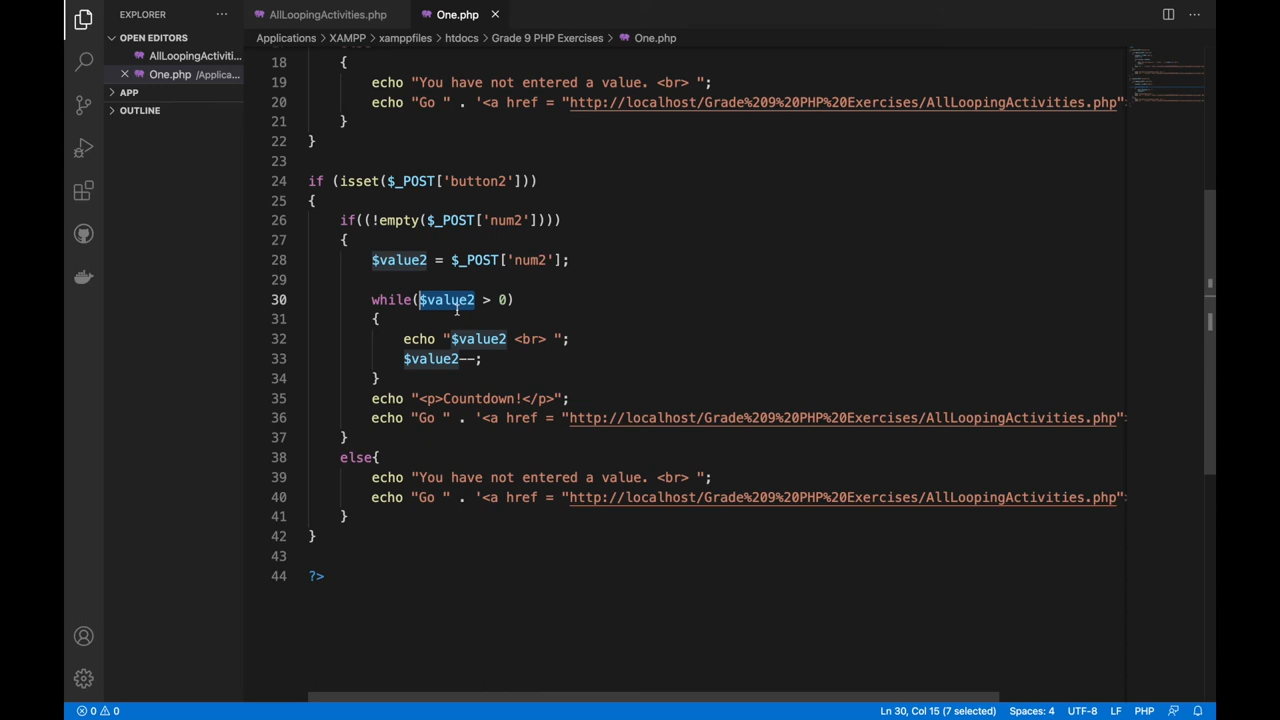 EXPLORER
OPEN EDITORS
AllLoopingActiviti...
One.php /Applica...
APP
OUTLINE
AllLoopingActivities.php
One.php
Applications > XAMPP > xamppfiles > htdocs > Grade 9 PHP Exercises > One.php
18 {
19 echo "You have not entered a value. <br> ";
20 echo "Go " . '<a href = "http://localhost/Grade%209%20PHP%20Exercises/AllLoopingActivities.php">
21 }
22 }
23
24 if (isset($_POST['button2']))
25 {
26 if((!empty($_POST['num2'])))
27 {
28 $value2 = $_POST['num2'];
29
30 while($value2 > 0)
31 {
32 echo "$value2 <br> ";
33 $value2--;
34 }
35 echo "<p>Countdown!</p>";
36 echo "Go " . '<a href = "http://localhost/Grade%209%20PHP%20Exercises/AllLoopingActivities.php">
37 }
38 else{
39 echo "You have not entered a value. <br> ";
40 echo "Go " . '<a href = "http://localhost/Grade%209%20PHP%20Exercises/AllLoopingActivities.php">
41 }
42 }
43
44 ?>
0 0 Ln 30, Col 15 (7 selected) Spaces: 4 UTF-8 LF PHP